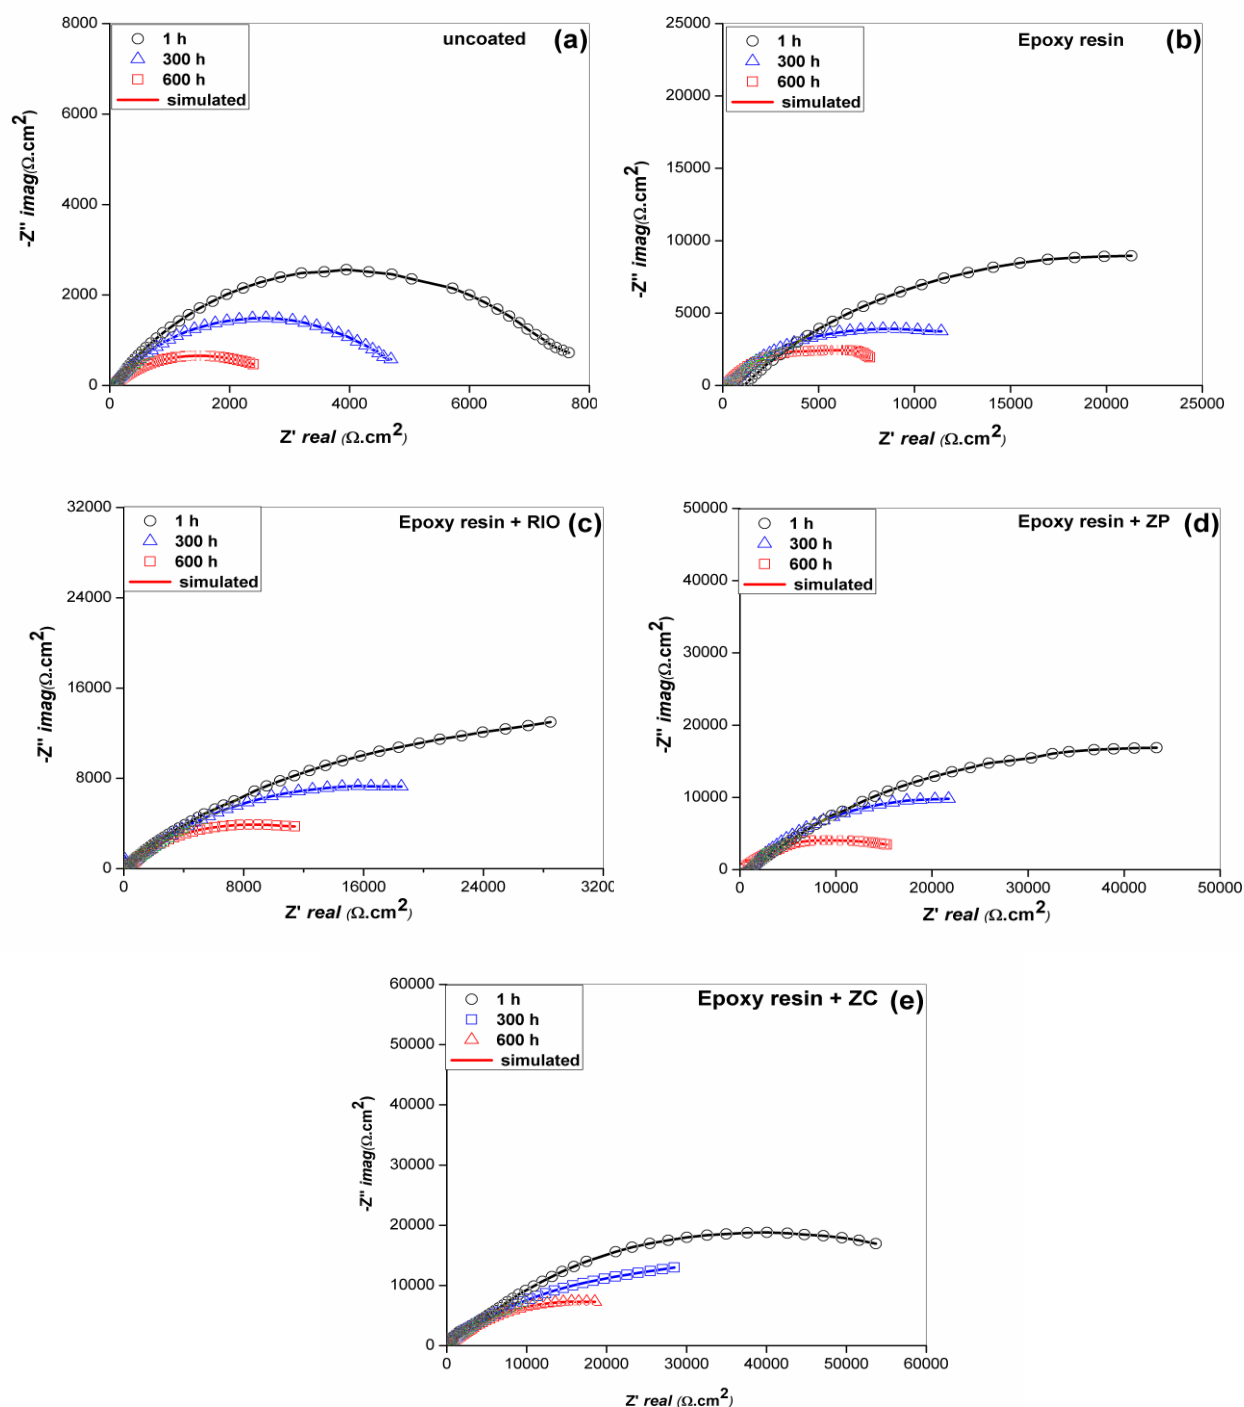 uncoated (a)
1 h
300 h
600 h
simulated
8000
6000
4000
2000
0
-Z" imag(Ω.cm²)
0 2000 4000 6000 800
Z' real (Ω.cm²)
Epoxy resin (b)
1 h
300 h
600 h
simulated
25000
20000
15000
10000
5000
0
-Z" imag(Ω.cm²)
0 5000 10000 15000 20000 25000
Z' real (Ω.cm²)
Epoxy resin + RIO (c)
1 h
300 h
600 h
simulated
32000
24000
16000
8000
0
-Z" imag(Ω.cm²)
0 8000 16000 24000 3200
Z' real (Ω.cm²)
Epoxy resin + ZP (d)
1 h
300 h
600 h
simulated
50000
40000
30000
20000
10000
0
-Z" imag(Ω.cm²)
0 10000 20000 30000 40000 50000
Z' real (Ω.cm²)
Epoxy resin + ZC (e)
1 h
300 h
600 h
simulated
60000
50000
40000
30000
20000
10000
0
-Z" imag(Ω.cm²)
0 10000 20000 30000 40000 50000 60000
Z' real (Ω.cm²)